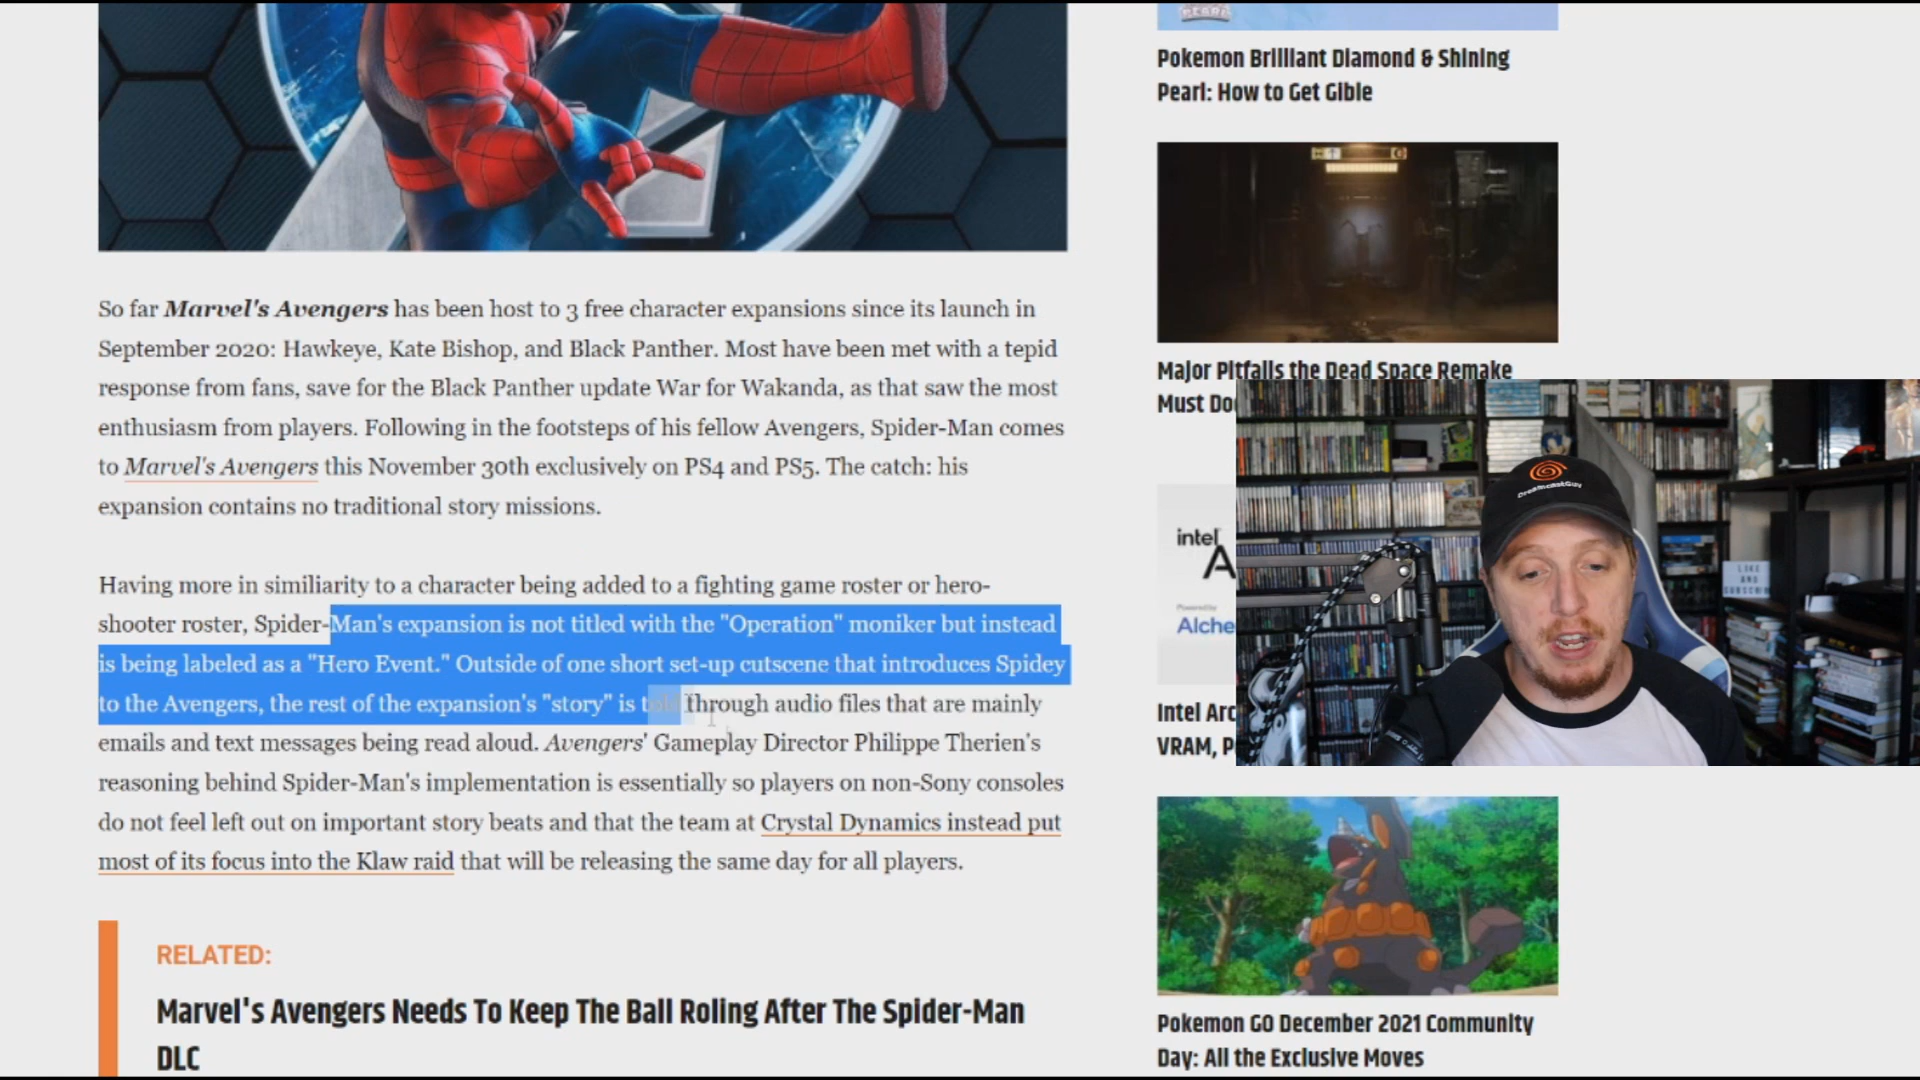 So far Marvel's Avengers has been host to 3 free character expansions since its launch in
September 2020: Hawkeye, Kate Bishop, and Black Panther. Most have been met with a tepid
response from fans, save for the Black Panther update War for Wakanda, as that saw the most
enthusiasm from players. Following in the footsteps of his fellow Avengers, Spider-Man comes
to Marvel's Avengers this November 30th exclusively on PS4 and PS5. The catch: his
expansion contains no traditional story missions.
Having more in similiarity to a character being added to a fighting game roster or hero-
shooter roster, Spider-Man's expansion is not titled with the "Operation" moniker but instead
is being labeled as a "Hero Event." Outside of one short set-up cutscene that introduces Spidey
to the Avengers, the rest of the expansion's "story" is told through audio files that are mainly
emails and text messages being read aloud. Avengers' Gameplay Director Philippe Therien's
reasoning behind Spider-Man's implementation is essentially so players on non-Sony consoles
do not feel left out on important story beats and that the team at Crystal Dynamics instead put
most of its focus into the Klaw raid that will be releasing the same day for all players.
RELATED:
Marvel's Avengers Needs To Keep The Ball Roling After The Spider-Man
DLC
PEARL
Pokemon Brilliant Diamond & Shining
Pearl: How to Get Gible
Major Pitfalls the Dead Space Remake
Must Do
intel
A
Powered by
Alche
Intel Arc
VRAM, P
DreamcastGuy
LIKE
AND
SUBSCRIBE
Pokemon GO December 2021 Community
Day: All the Exclusive Moves